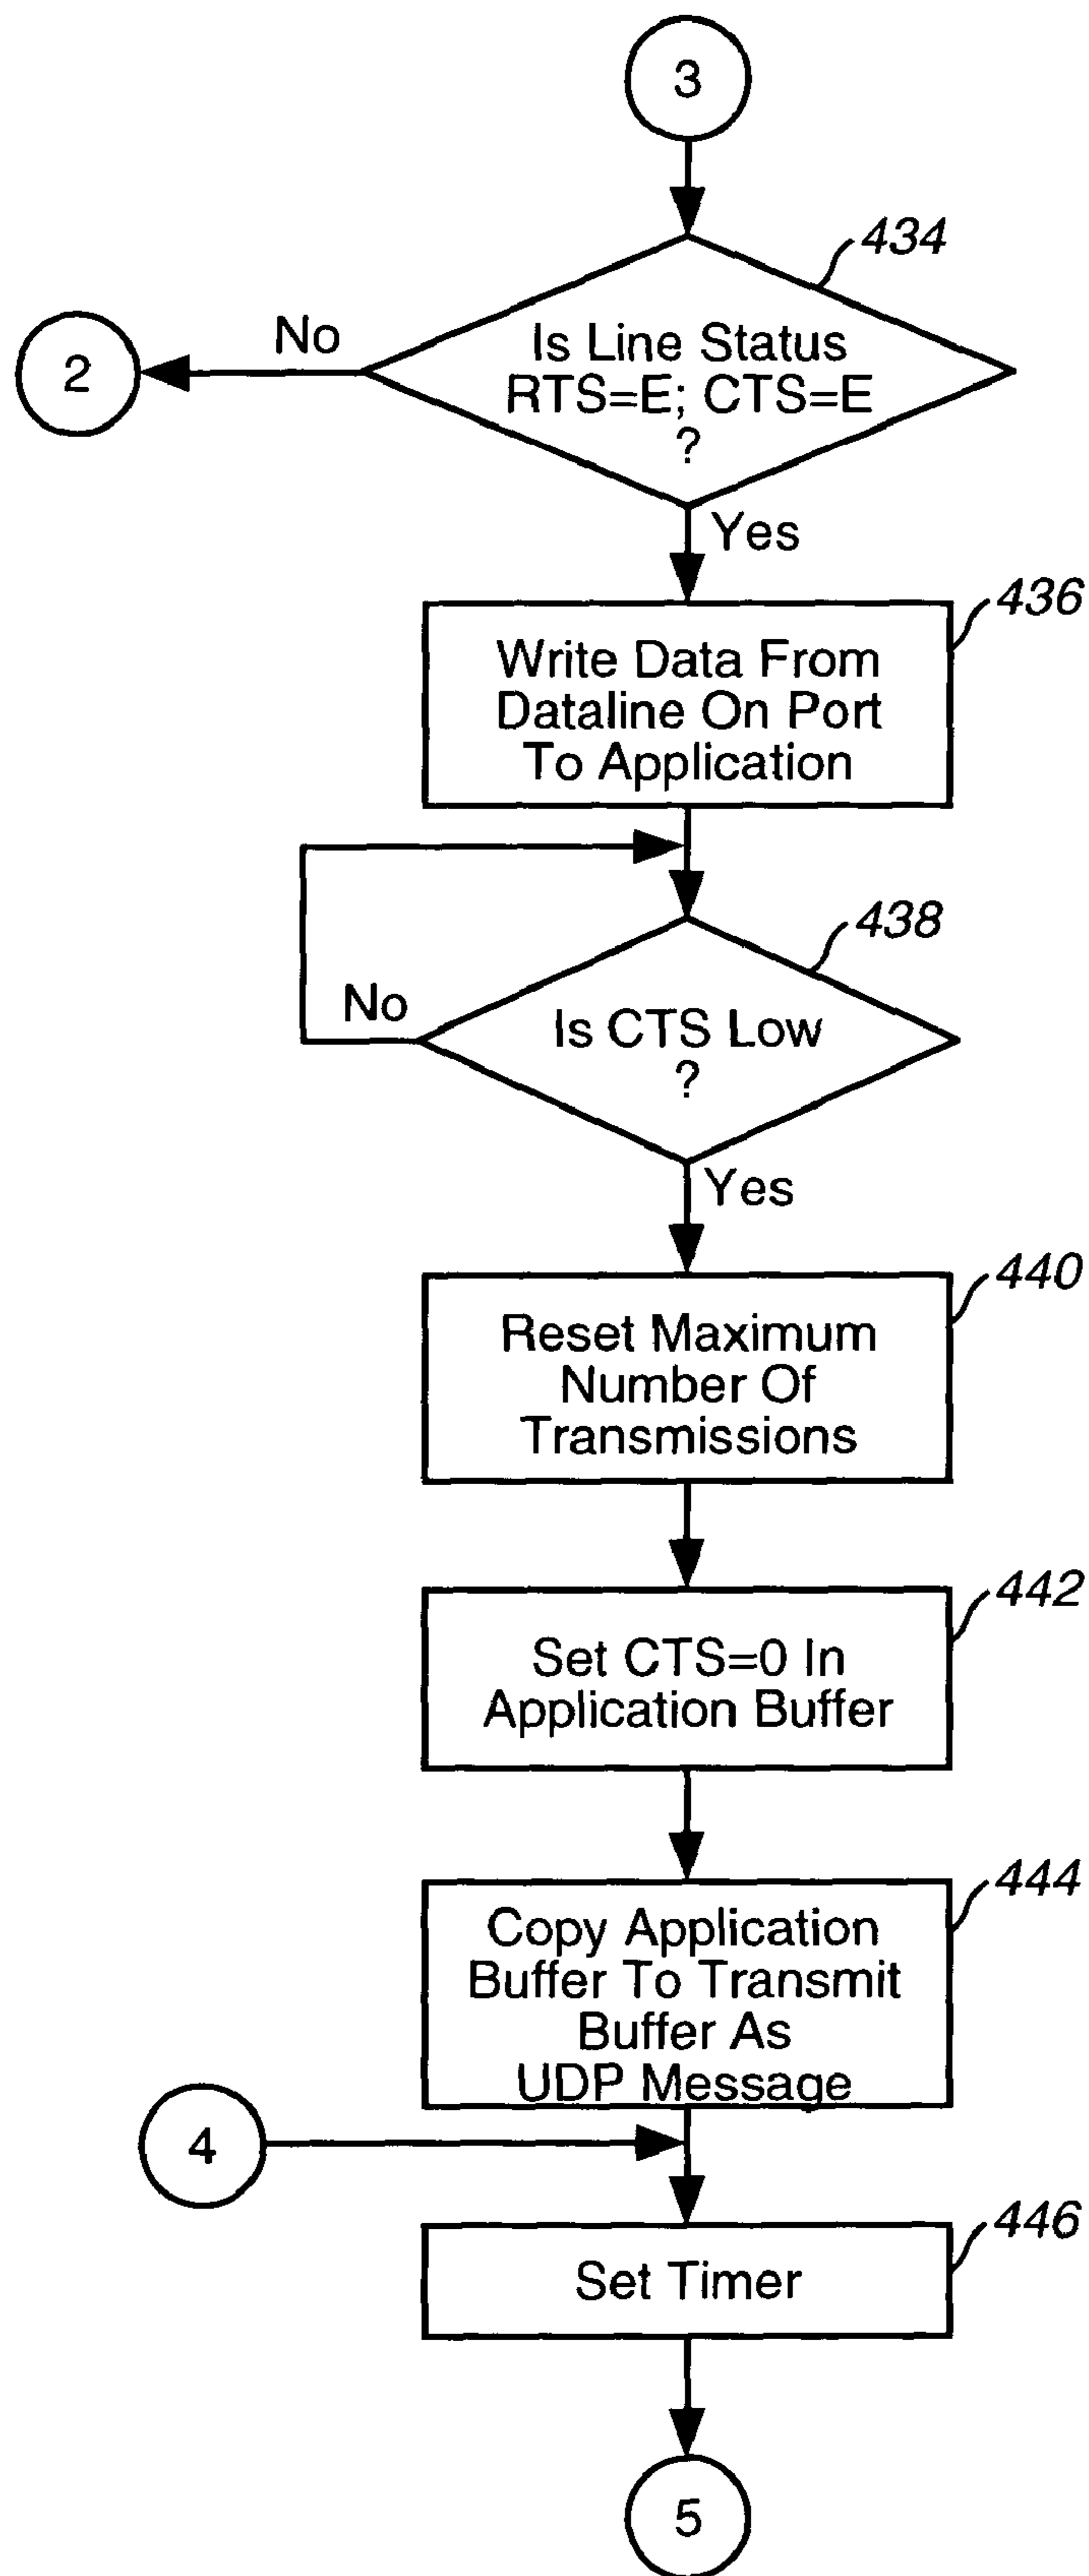 3
434
Is Line Status
RTS=E; CTS=E
?
No
2
Yes
436
Write Data From
Dataline On Port
To Application
438
Is CTS Low
?
No
Yes
440
Reset Maximum
Number Of
Transmissions
442
Set CTS=0 In
Application Buffer
444
Copy Application
Buffer To Transmit
Buffer As
UDP Message
4
446
Set Timer
5